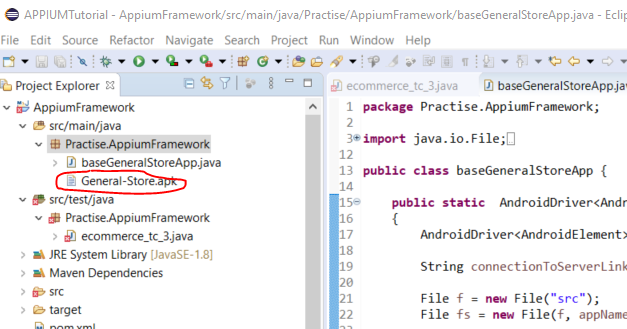 APPIUMTutorial - AppiumFramework/src/main/java/Practise/AppiumFramework/baseGeneralStoreApp.java - Eclip
File Edit Source Refactor Navigate Search Project Run Window Help
Project Explorer
AppiumFramework
src/main/java
Practise.AppiumFramework
baseGeneralStoreApp.java
General-Store.apk
src/test/java
Practise.AppiumFramework
ecommerce_tc_3.java
JRE System Library [JavaSE-1.8]
Maven Dependencies
src
target
pom.xml
ecommerce_tc_3.java baseGeneralStoreApp.java
1 package Practise.AppiumFramework;
2
3 import java.io.File;
12
13 public class baseGeneralStoreApp {
14
15 public static AndroidDriver<And
16 {
17 AndroidDriver<AndroidElement>
18
19 String connectionToServerLink
20
21 File f = new File("src");
22 File fs = new File(f, appName